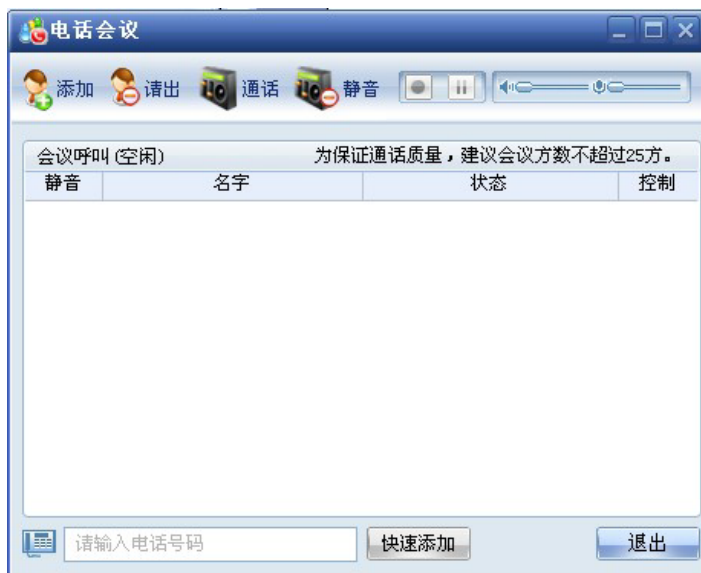 电话会议
添加 请出 通话 静音
会议呼叫(空闲) 为保证通话质量，建议会议方数不超过25方。
静音 名字 状态 控制
请输入电话号码 快速添加 退出